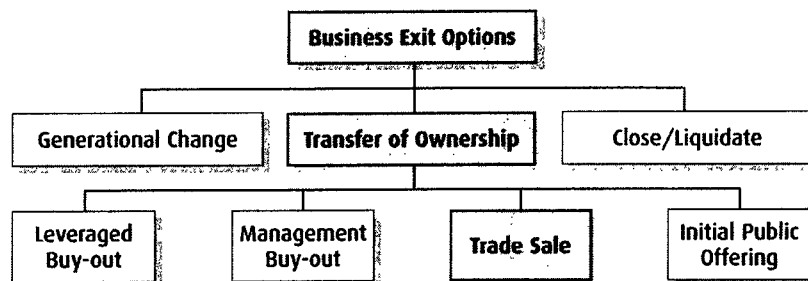 Business Exit Options
Generational Change
Transfer of Ownership
Close/Liquidate
Leveraged
Buy-out
Management
Buy-out
Trade Sale
Initial Public
Offering